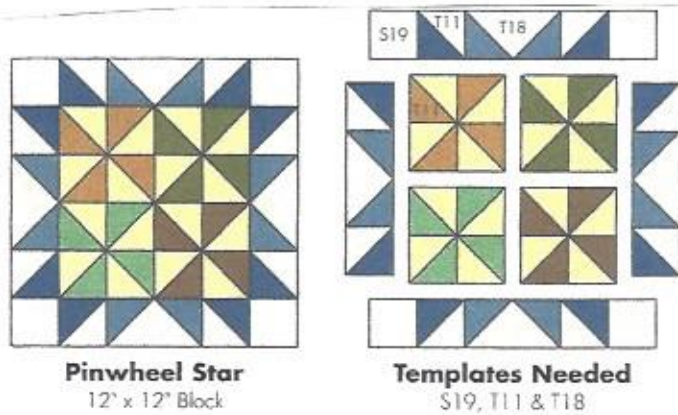 S19
T11
T18
T11
Pinwheel Star
12" x 12" Block
Templates Needed
S19, T11 & T18